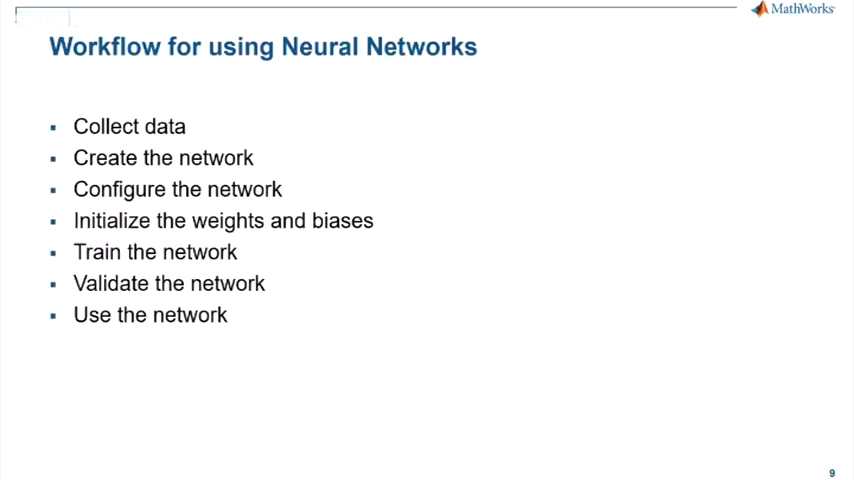 MathWorks
Workflow for using Neural Networks
▪ Collect data
▪ Create the network
▪ Configure the network
▪ Initialize the weights and biases
▪ Train the network
▪ Validate the network
▪ Use the network
9